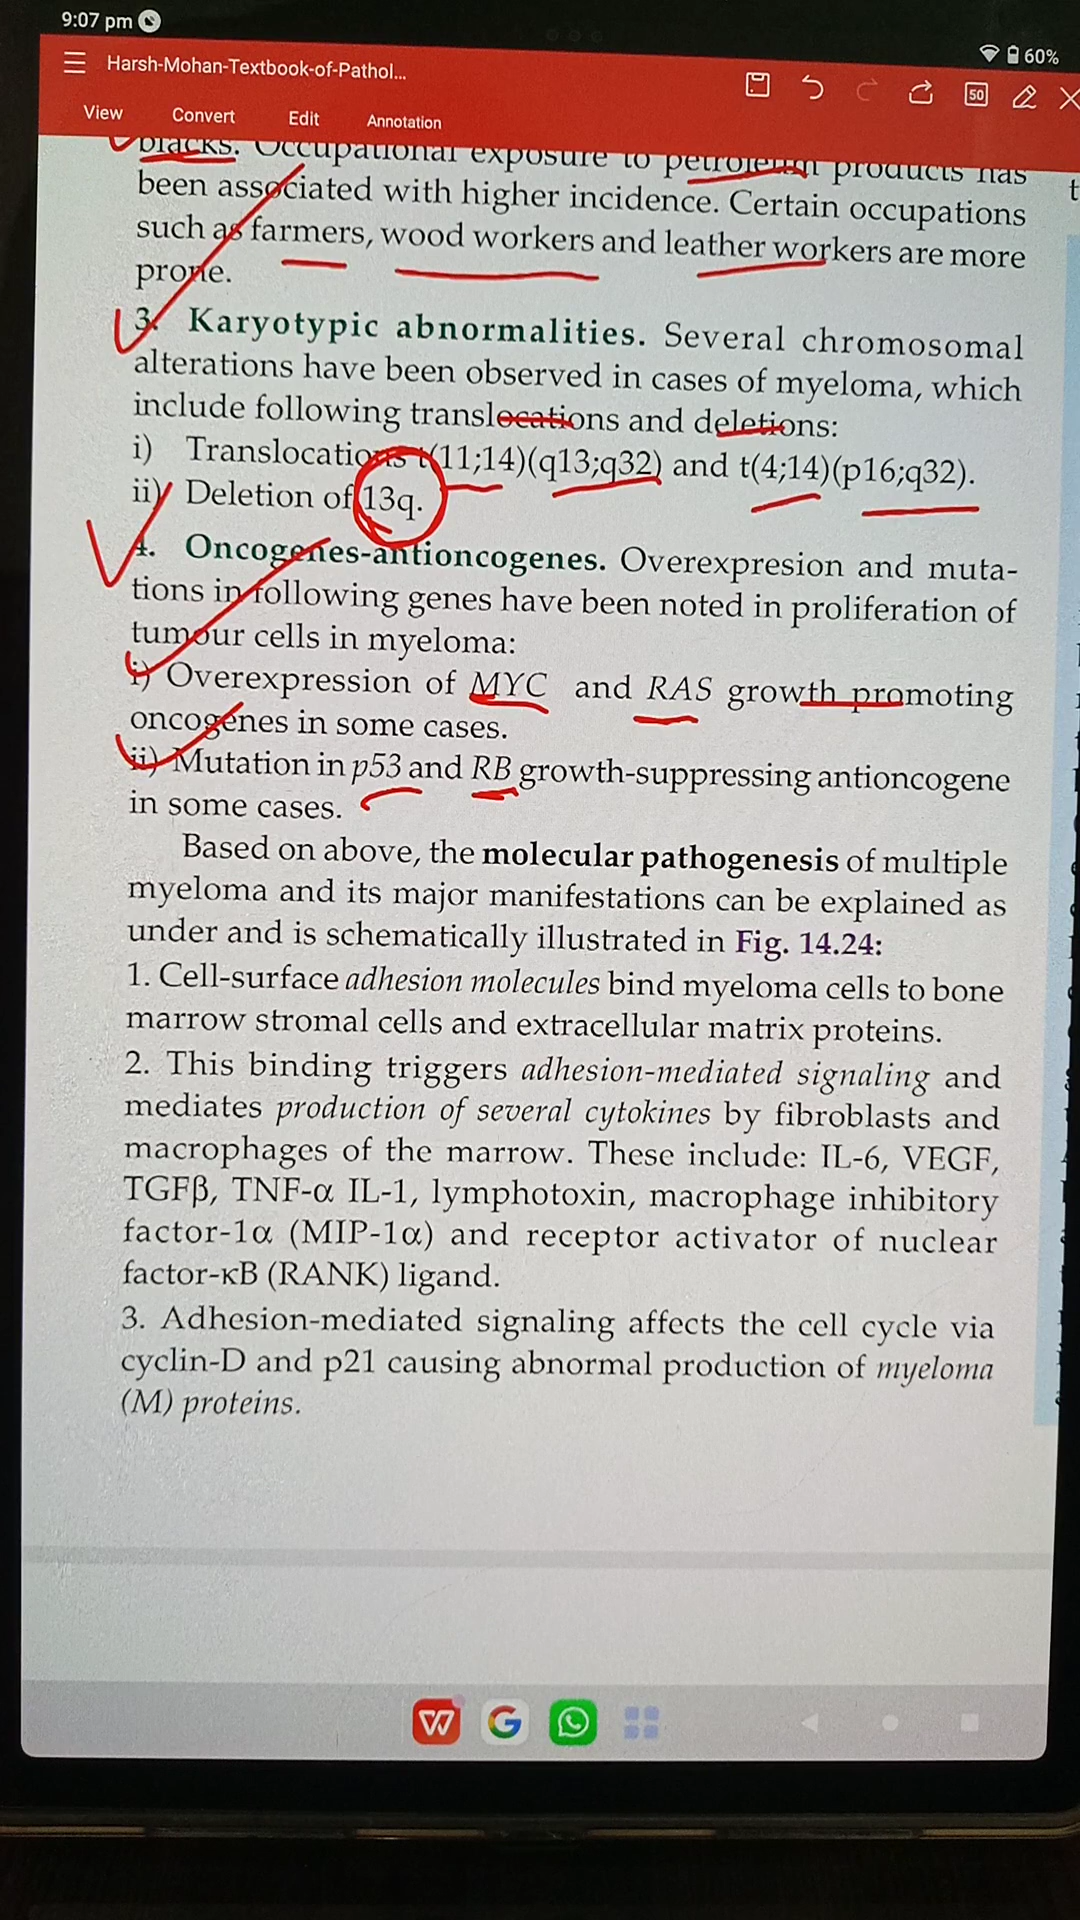 9:07 pm
60%
Harsh-Mohan-Textbook-of-Pathol...
50
View Convert Edit Annotation
blacks. Occupational exposure to petroleum products has
been associated with higher incidence. Certain occupations
such as farmers, wood workers and leather workers are more
prone.
3. Karyotypic abnormalities. Several chromosomal
alterations have been observed in cases of myeloma, which
include following translocations and deletions:
i) Translocations t(11;14)(q13;q32) and t(4;14)(p16;q32).
ii) Deletion of 13q.
4. Oncogenes-antioncogenes. Overexpresion and muta-
tions in following genes have been noted in proliferation of
tumour cells in myeloma:
i) Overexpression of MYC and RAS growth promoting
oncogenes in some cases.
ii) Mutation in p53 and RB growth-suppressing antioncogene
in some cases.
Based on above, the molecular pathogenesis of multiple
myeloma and its major manifestations can be explained as
under and is schematically illustrated in Fig. 14.24:
1. Cell-surface adhesion molecules bind myeloma cells to bone
marrow stromal cells and extracellular matrix proteins.
2. This binding triggers adhesion-mediated signaling and
mediates production of several cytokines by fibroblasts and
macrophages of the marrow. These include: IL-6, VEGF,
TGFβ, TNF-α IL-1, lymphotoxin, macrophage inhibitory
factor-1α (MIP-1α) and receptor activator of nuclear
factor-κB (RANK) ligand.
3. Adhesion-mediated signaling affects the cell cycle via
cyclin-D and p21 causing abnormal production of myeloma
(M) proteins.